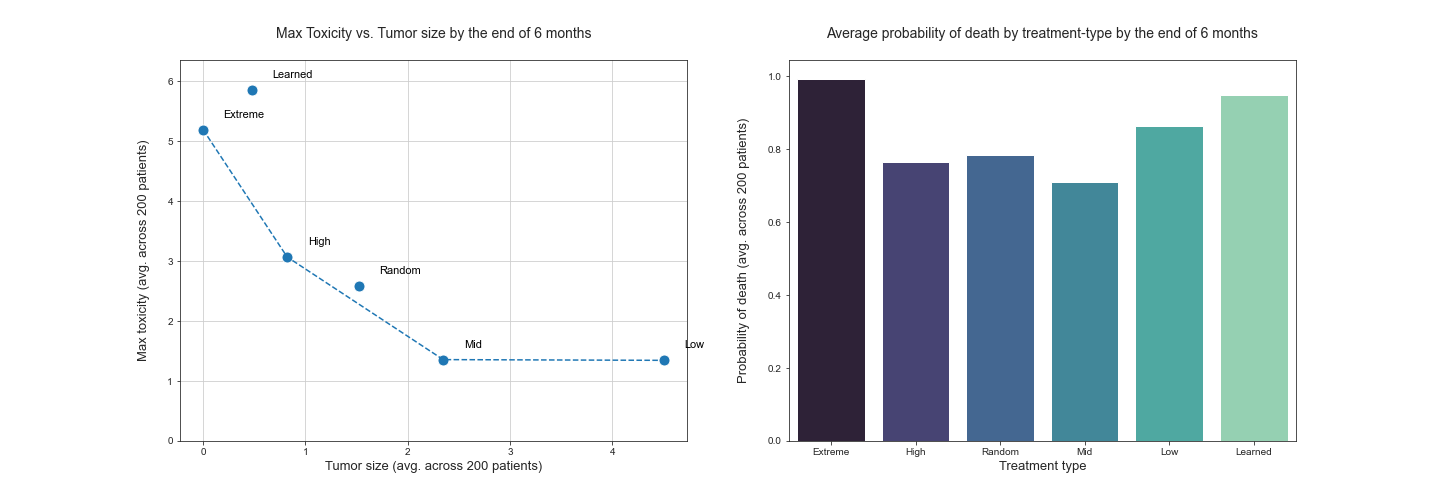 Max Toxicity vs. Tumor size by the end of 6 months
Max toxicity (avg. across 200 patients)
6
5
4
3
2
1
0
Learned
Extreme
High
Random
Mid
Low
0 1 2 3 4
Tumor size (avg. across 200 patients)
Average probability of death by treatment-type by the end of 6 months
Probability of death (avg. across 200 patients)
1.0
0.8
0.6
0.4
0.2
0.0
Extreme High Random Mid Low Learned
Treatment type